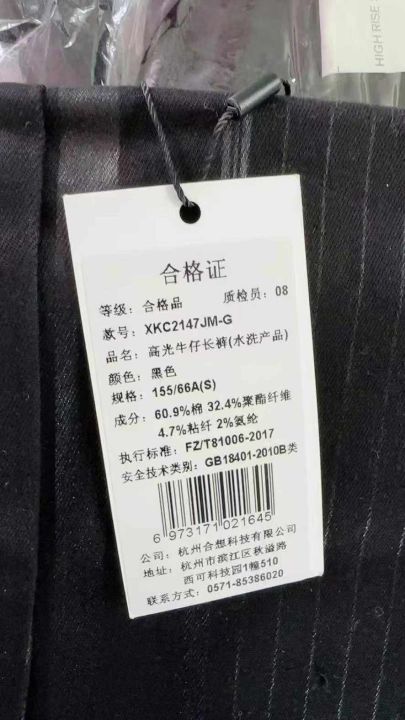 HIGH RISE
合格证
等级：合格品 质检员：08
款号：XKC2147JM-G
品名：高光牛仔长裤(水洗产品)
颜色：黑色
规格：155/66A(S)
成分：60.9%棉 32.4%聚酯纤维
4.7%粘纤 2%氨纶
执行标准：FZ/T81006-2017
安全技术类别：GB18401-2010B类
6 973171 021645
公司：杭州合想科技有限公司
地址：杭州市滨江区秋溢路
西可科技园1幢510
联系方式：0571-85386020